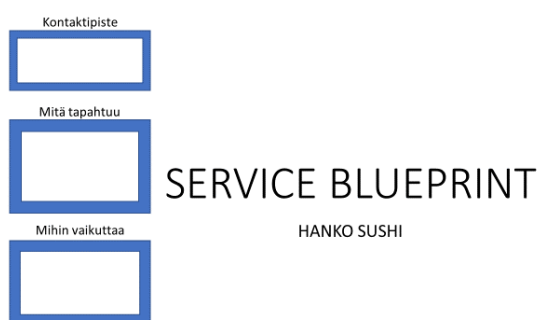 Kontaktipiste
Mitä tapahtuu
Mihin vaikuttaa
SERVICE BLUEPRINT
HANKO SUSHI